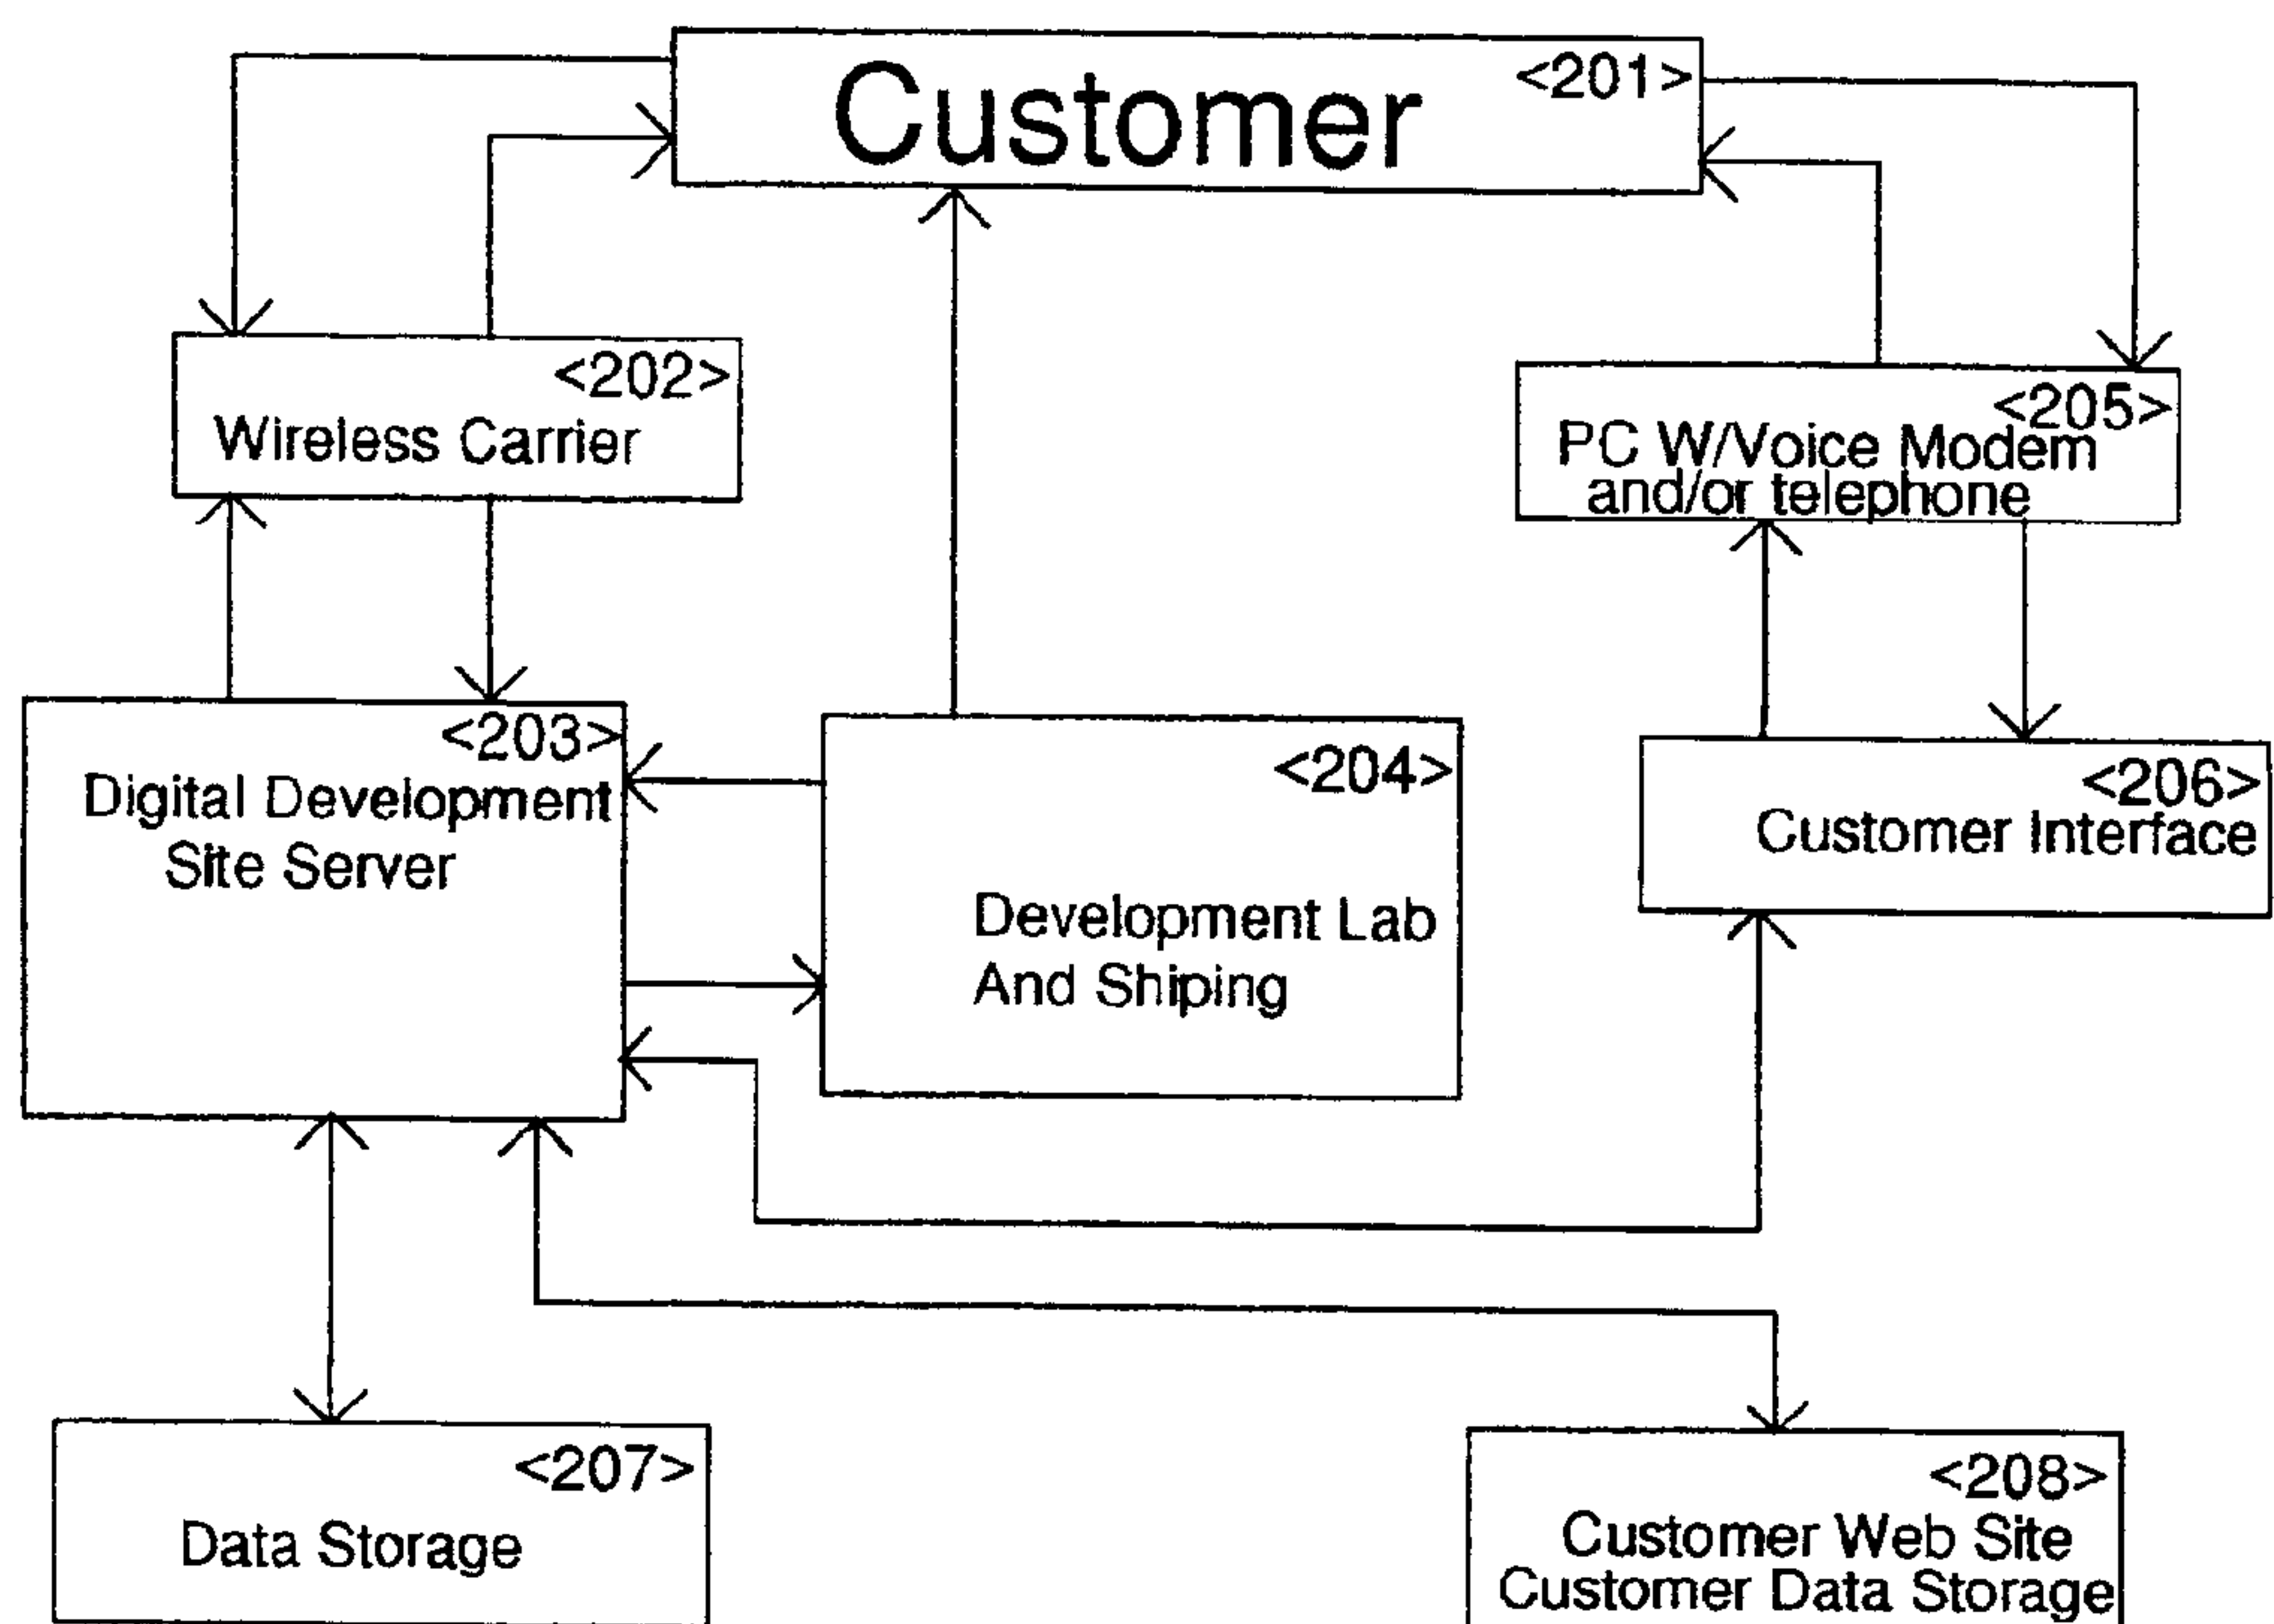 <201>
Customer
<202>
Wireless Carrier
<205>
PC W/Voice Modem
and/or telephone
<203>
Digital Development
Site Server
<204>
Development Lab
And Shiping
<206>
Customer Interface
<207>
Data Storage
<208>
Customer Web Site
Customer Data Storage